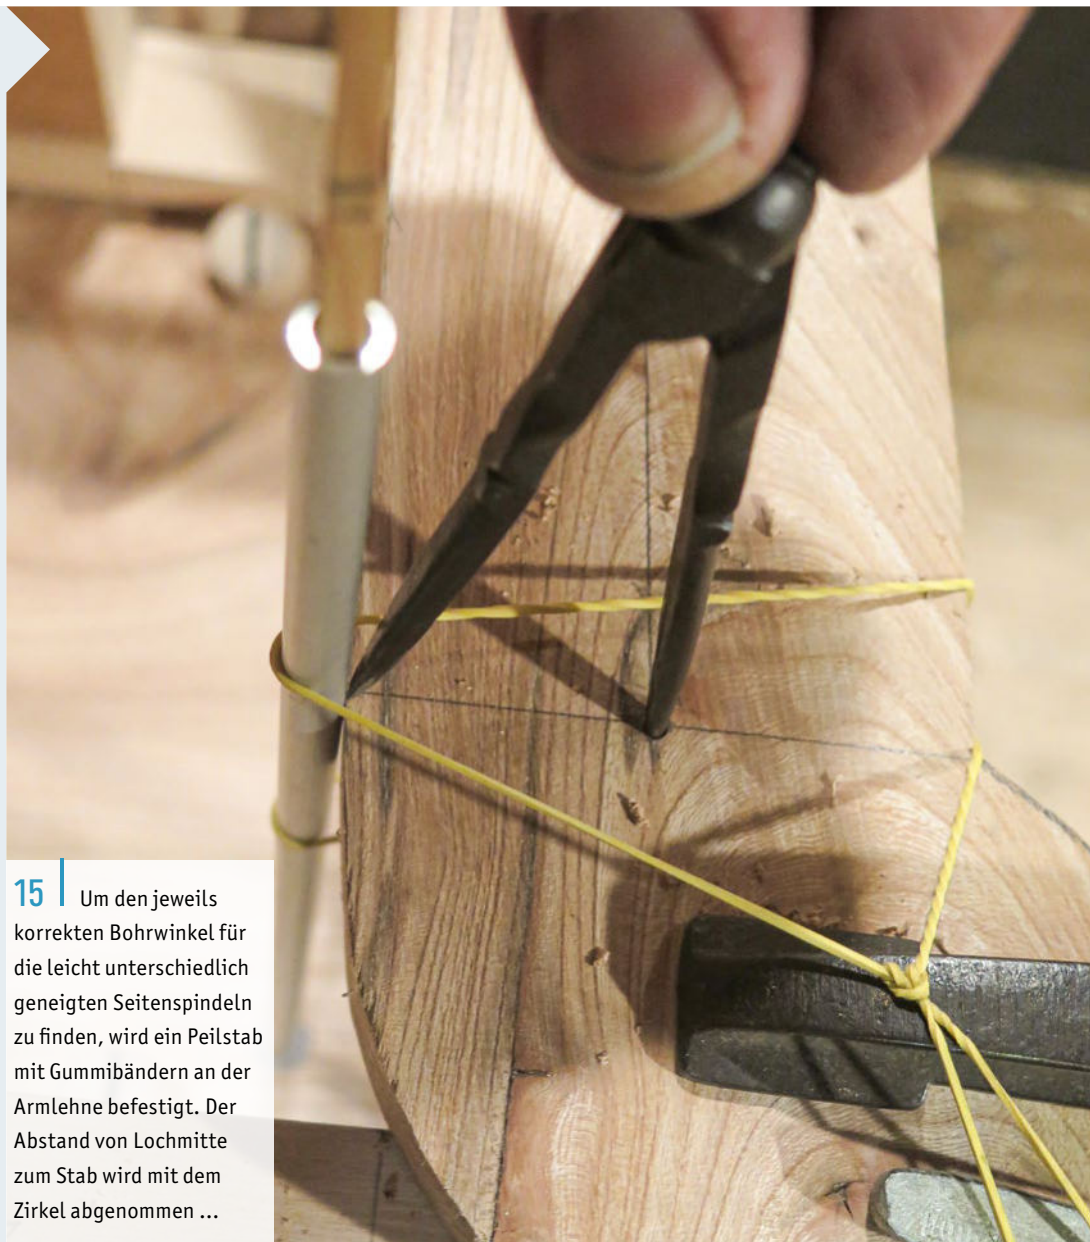 15 | Um den jeweils
korrekten Bohrwinkel für
die leicht unterschiedlich
geneigten Seitenspindeln
zu finden, wird ein Peilstab
mit Gummibändern an der
Armlehne befestigt. Der
Abstand von Lochmitte
zum Stab wird mit dem
Zirkel abgenommen ...